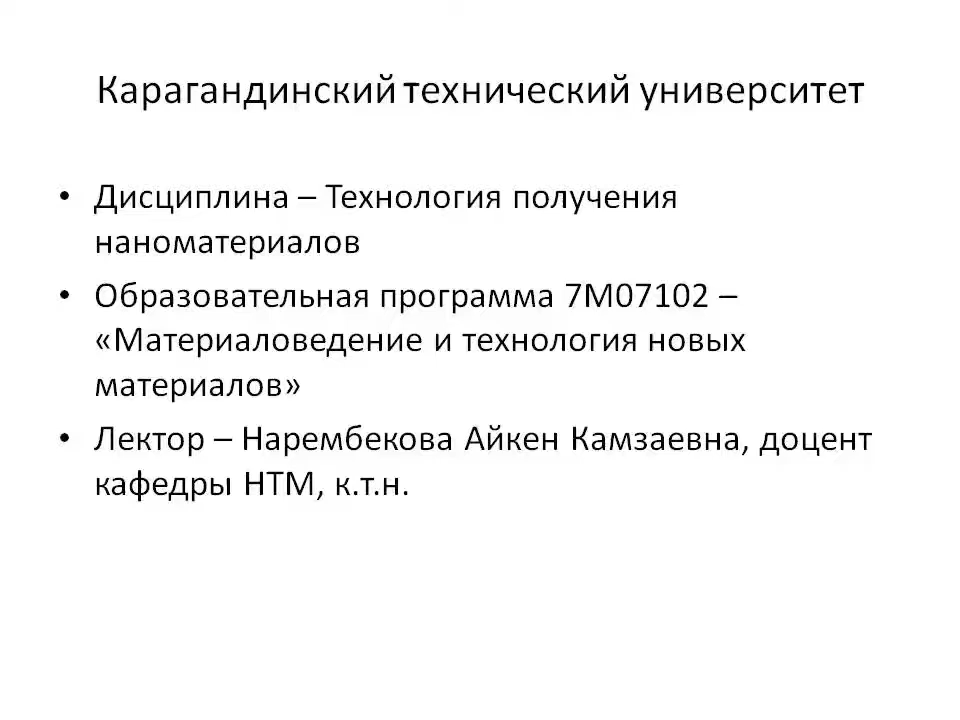 Карагандинский технический университет
• Дисциплина – Технология получения
наноматериалов
• Образовательная программа 7М07102 –
«Материаловедение и технология новых
материалов»
• Лектор – Нарембекова Айкен Камзаевна, доцент
кафедры НТМ, к.т.н.